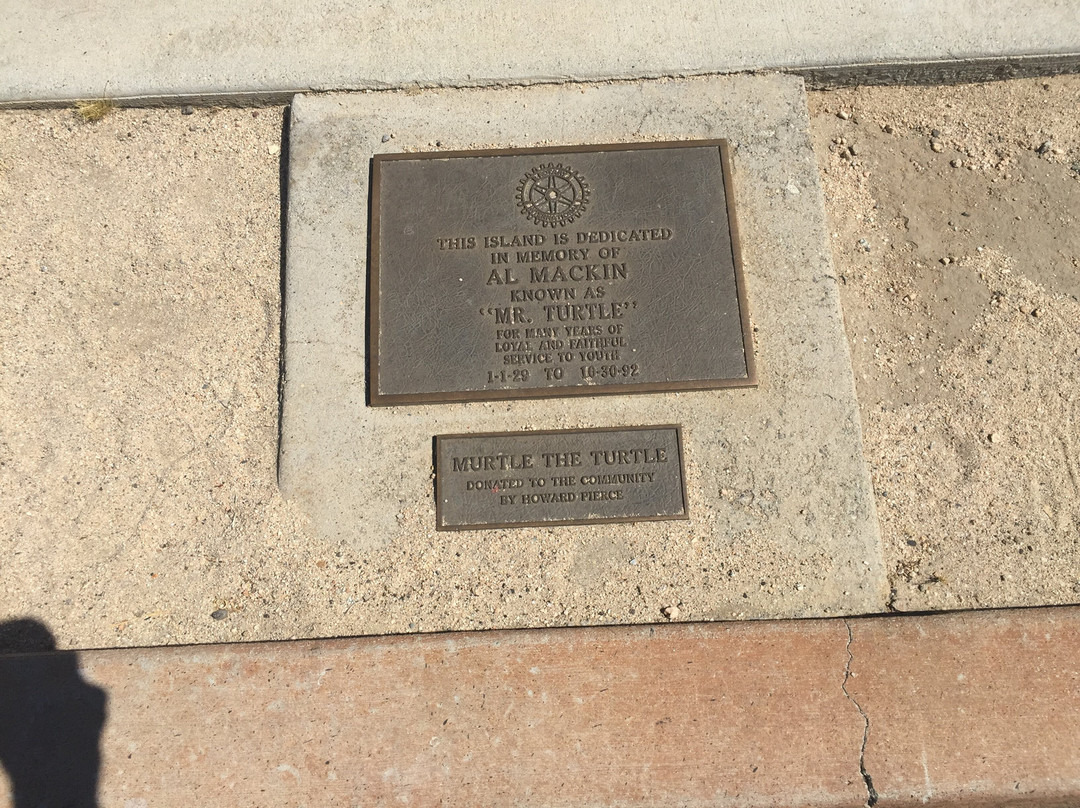 THIS ISLAND IS DEDICATED
IN MEMORY OF
AL MACKIN
KNOWN AS
“MR. TURTLE”
FOR MANY YEARS OF
LOYAL AND FAITHFUL
SERVICE TO YOUTH
1-1-29 TO 10-30-92
MURTLE THE TURTLE
DONATED TO THE COMMUNITY
BY HOWARD PIERCE